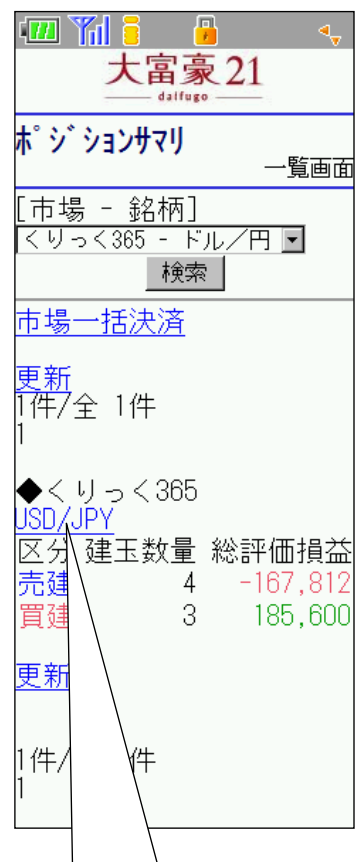 大富豪21
daifugo
ﾎﾟｼﾞｼｮﾝｻﾏﾘ
一覧画面
[市場 - 銘柄]
くりっく365 - ドル／円
検索
市場一括決済
更新
1件/全 1件
1
◆くりっく365
USD/JPY
区分 建玉数量 総評価損益
売建 4 -167,812
買建 3 185,600
更新
1件/ 件
1